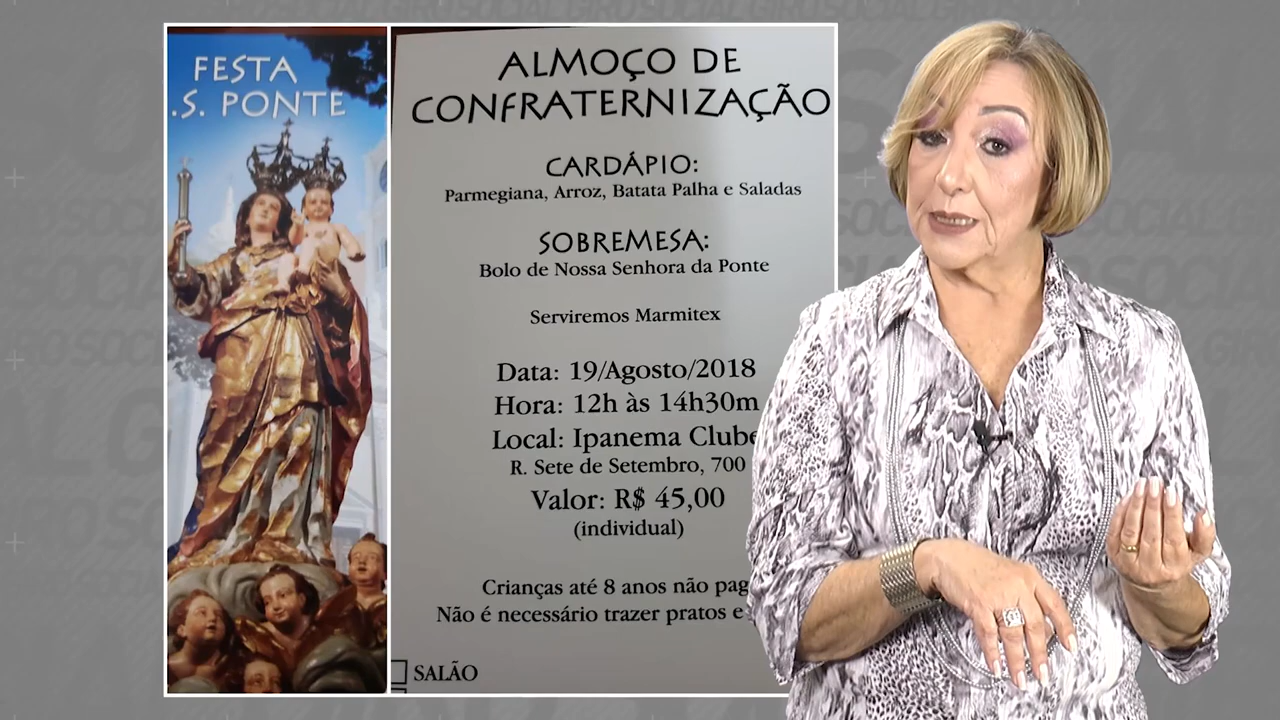 FESTA
.S. PONTE
ALMOÇO DE
CONFRATERNIZAÇÃO
CARDÁPIO:
Parmegiana, Arroz, Batata Palha e Saladas
SOBREMESA:
Bolo de Nossa Senhora da Ponte
Serviremos Marmitex
Data: 19/Agosto/2018
Hora: 12h às 14h30m
Local: Ipanema Clube
R. Sete de Setembro, 700
Valor: R$ 45,00
(individual)
Crianças até 8 anos não pag
Não é necessário trazer pratos e
SALÃO